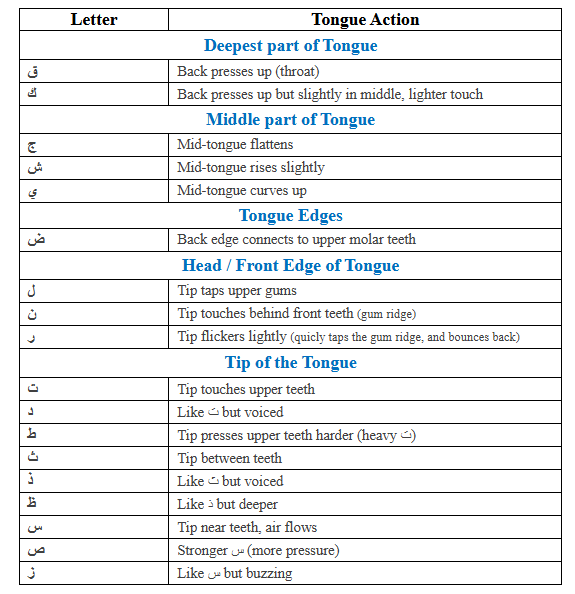 Letter Tongue Action
Deepest part of Tongue
ق Back presses up (throat)
ك Back presses up but slightly in middle, lighter touch
Middle part of Tongue
ج Mid-tongue flattens
ش Mid-tongue rises slightly
ي Mid-tongue curves up
Tongue Edges
ض Back edge connects to upper molar teeth
Head / Front Edge of Tongue
ل Tip taps upper gums
ن Tip touches behind front teeth (gum ridge)
ر Tip flickers lightly (quicly taps the gum ridge, and bounces back)
Tip of the Tongue
ت Tip touches upper teeth
د Like ت but voiced
ط Tip presses upper teeth harder (heavy ت)
ث Tip between teeth
ذ Like ث but voiced
ظ Like ذ but deeper
س Tip near teeth, air flows
ص Stronger س (more pressure)
ز Like س but buzzing